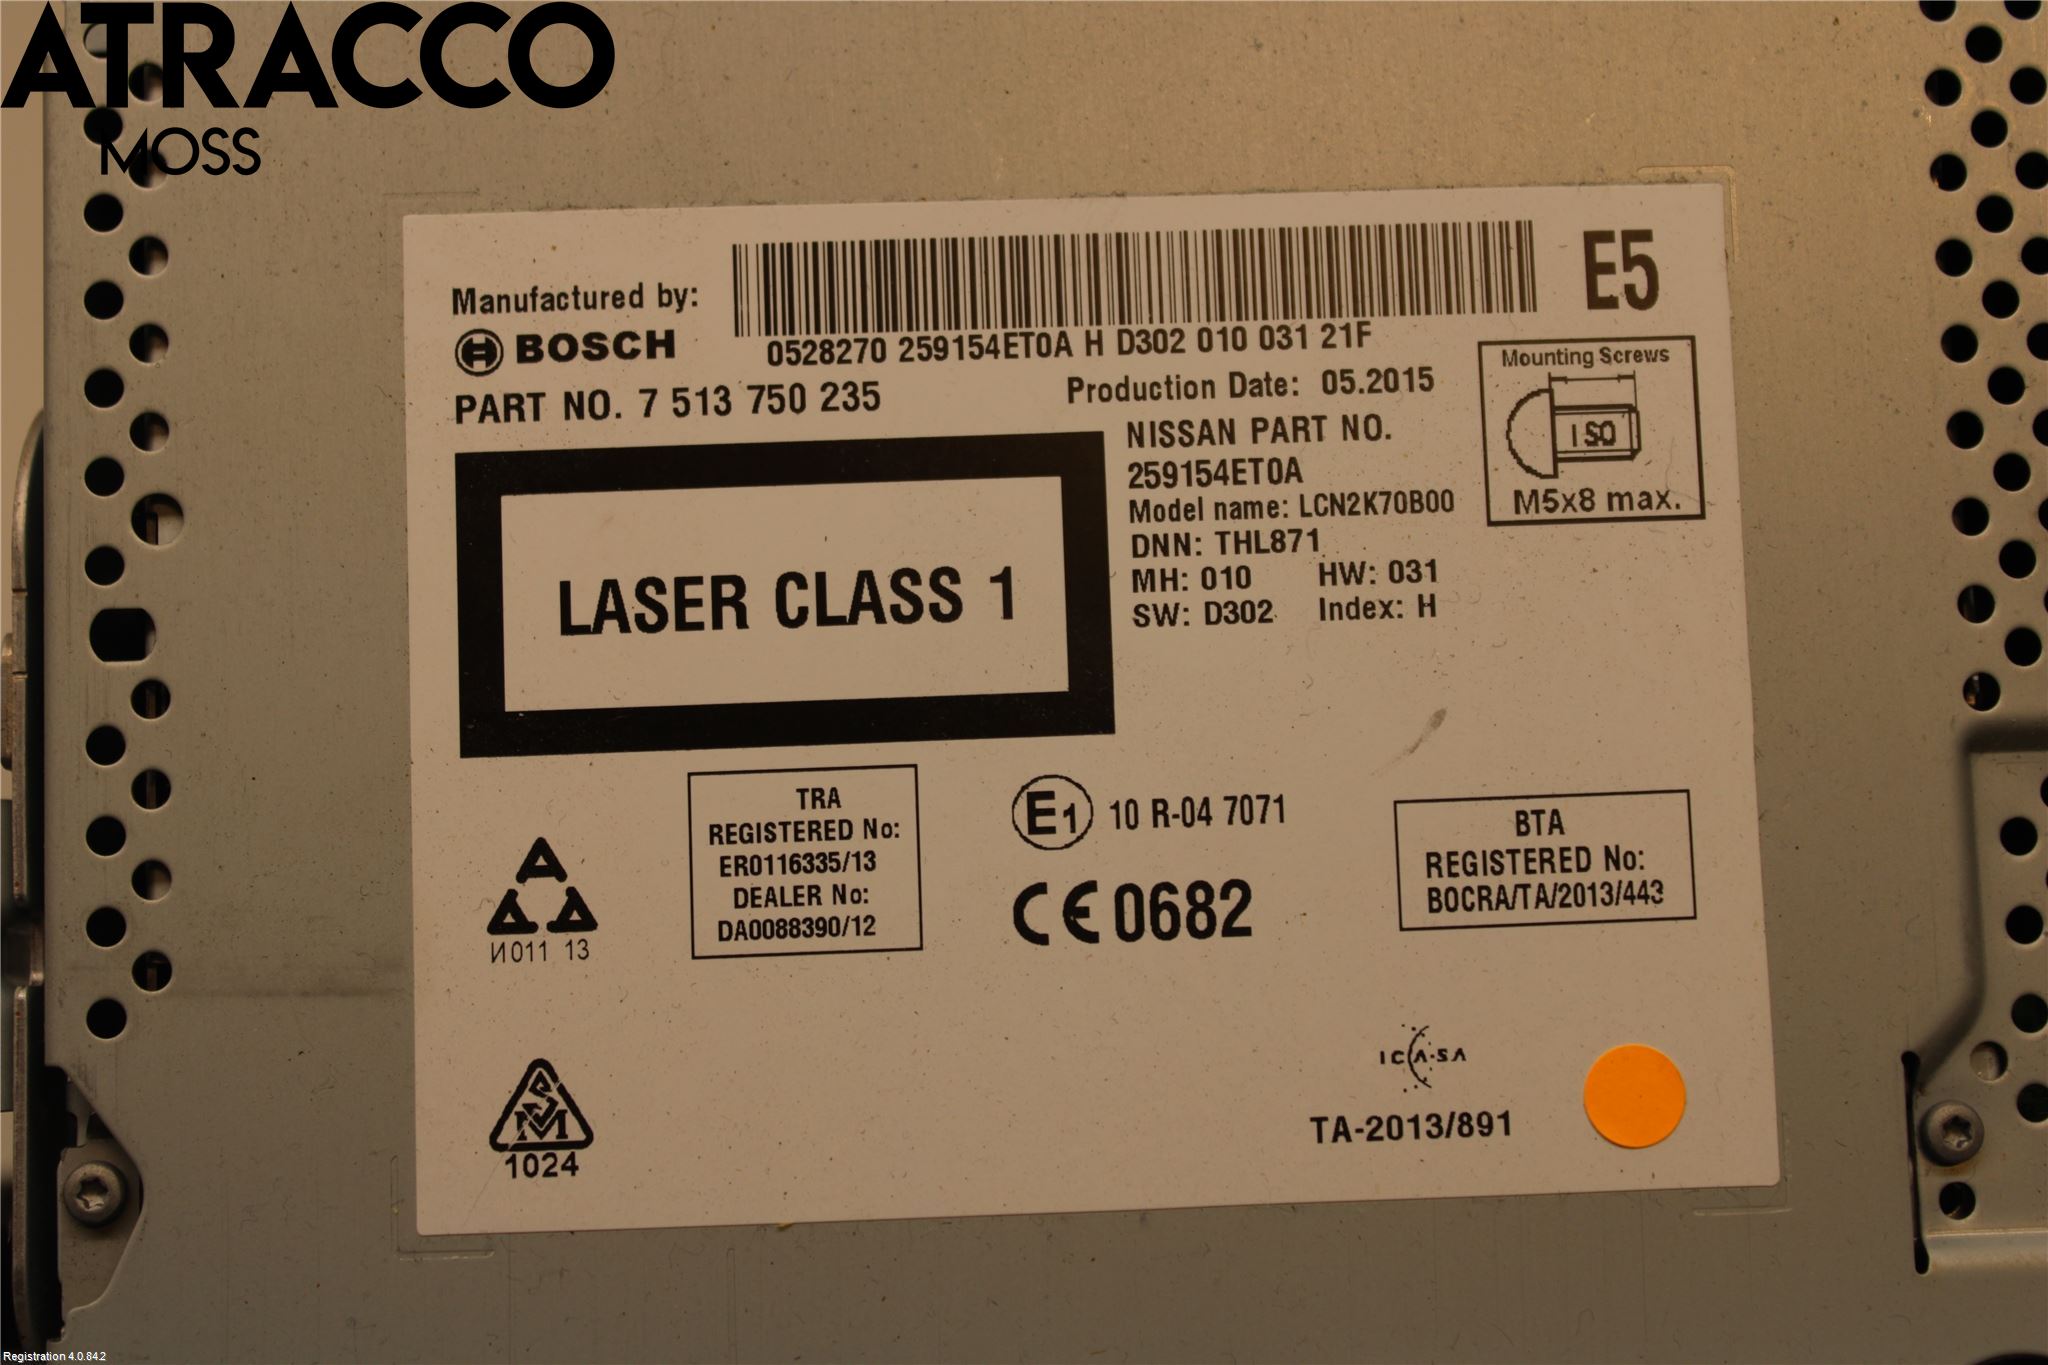 ATRACCO
MOSS
Manufactured by:
BOSCH
0528270 259154ET0A H D302 010 031 21F
E5
PART NO. 7 513 750 235
Production Date: 05.2015
NISSAN PART NO.
259154ET0A
Model name: LCN2K70B00
DNN: THL871
MH: 010 HW: 031
SW: D302 Index: H
Mounting Screws
ISO
M5x8 max.
LASER CLASS 1
TRA
REGISTERED No:
ER0116335/13
DEALER No:
DA0088390/12
E1 10 R-04 7071
CE 0682
BTA
REGISTERED No:
BOCRA/TA/2013/443
И011 13
SM
1024
ICASA
TA-2013/891
Registration 4.0.84.2